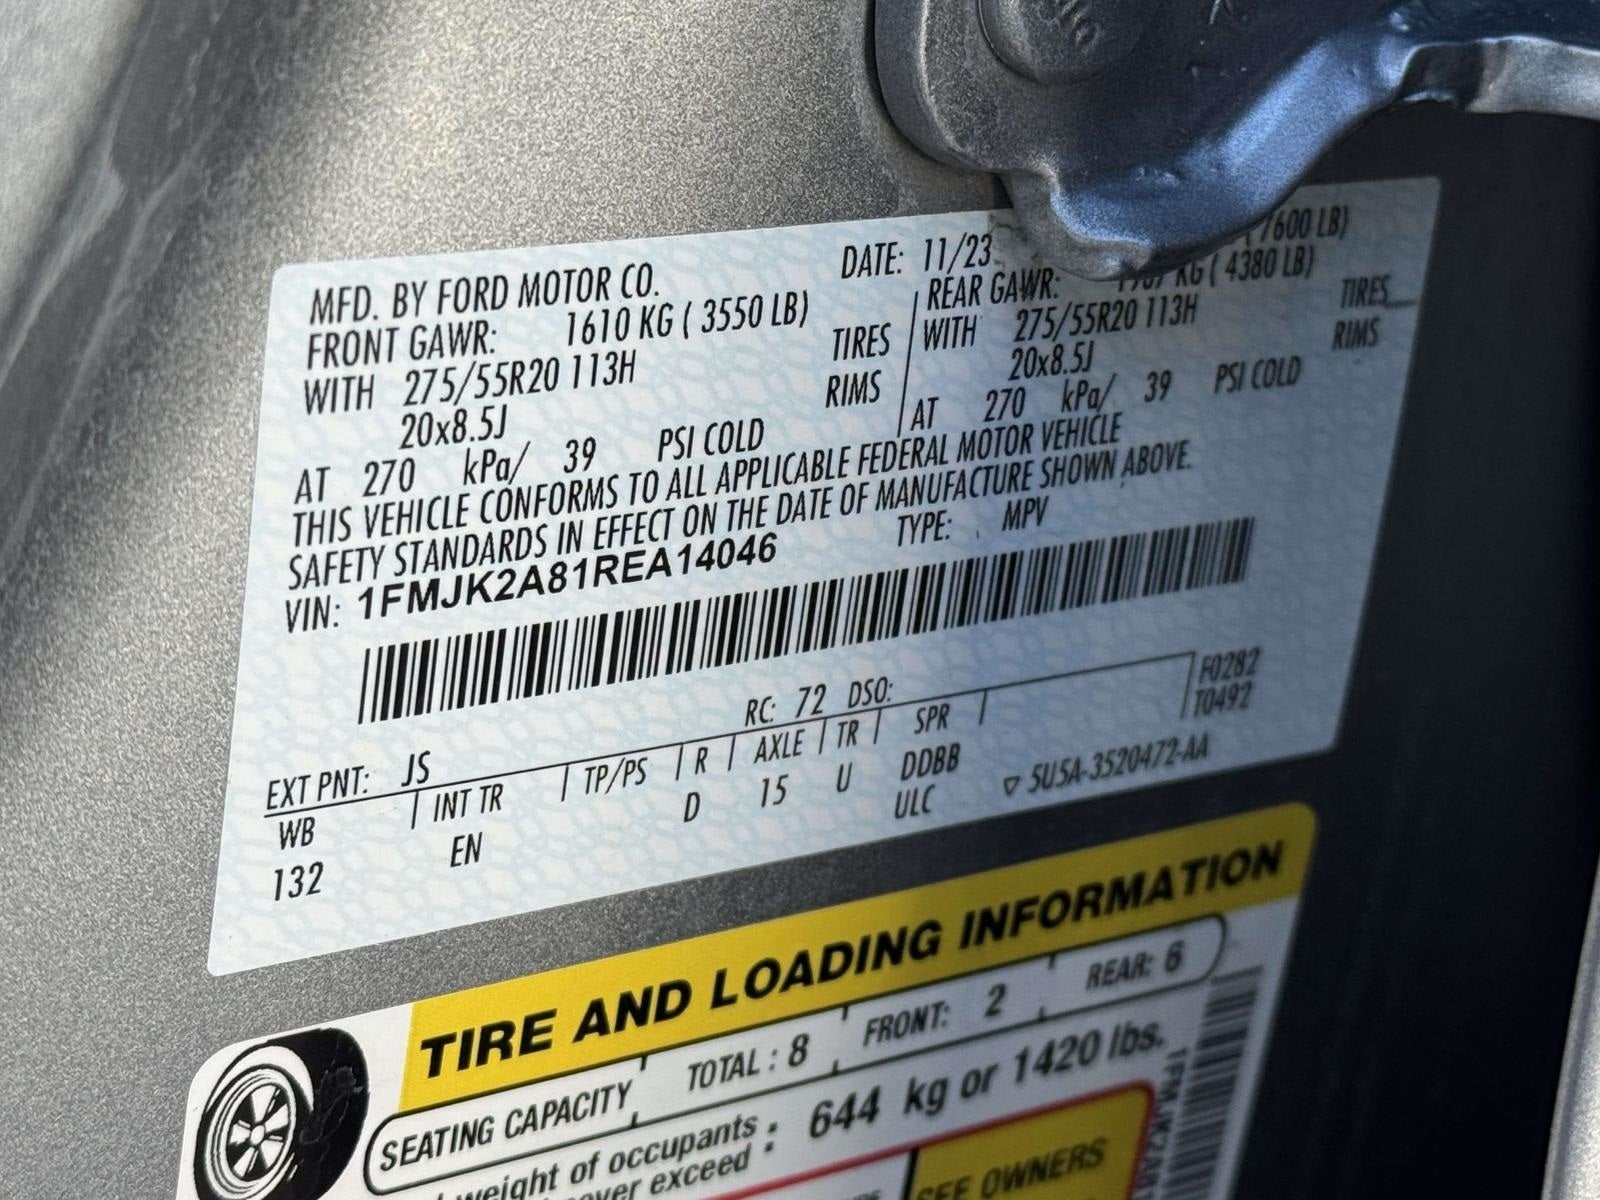 MFD. BY FORD MOTOR CO.
DATE: 11/23
7600 LB)
FRONT GAWR: 1610 KG ( 3550 LB)
REAR GAWR: KG ( 4380 LB)
WITH 275/55R20 113H TIRES
WITH 275/55R20 113H TIRES
20x8.5J RIMS
20x8.5J RIMS
AT 270 kPa/ 39 PSI COLD
AT 270 kPa/ 39 PSI COLD
THIS VEHICLE CONFORMS TO ALL APPLICABLE FEDERAL MOTOR VEHICLE
SAFETY STANDARDS IN EFFECT ON THE DATE OF MANUFACTURE SHOWN ABOVE.
VIN: 1FMJK2A81REA14046 TYPE: MPV
F0282
T0492
EXT PNT: JS RC: 72 DSO:
WB INT TR TP/PS R AXLE TR SPR
132 EN D 15 U DDBB
ULC
▽ 5U5A-3520472-AA
TIRE AND LOADING INFORMATION
SEATING CAPACITY TOTAL : 8 FRONT: 2 REAR: 6
weight of occupants
never exceed : 644 kg or 1420 lbs.
SEE OWNERS